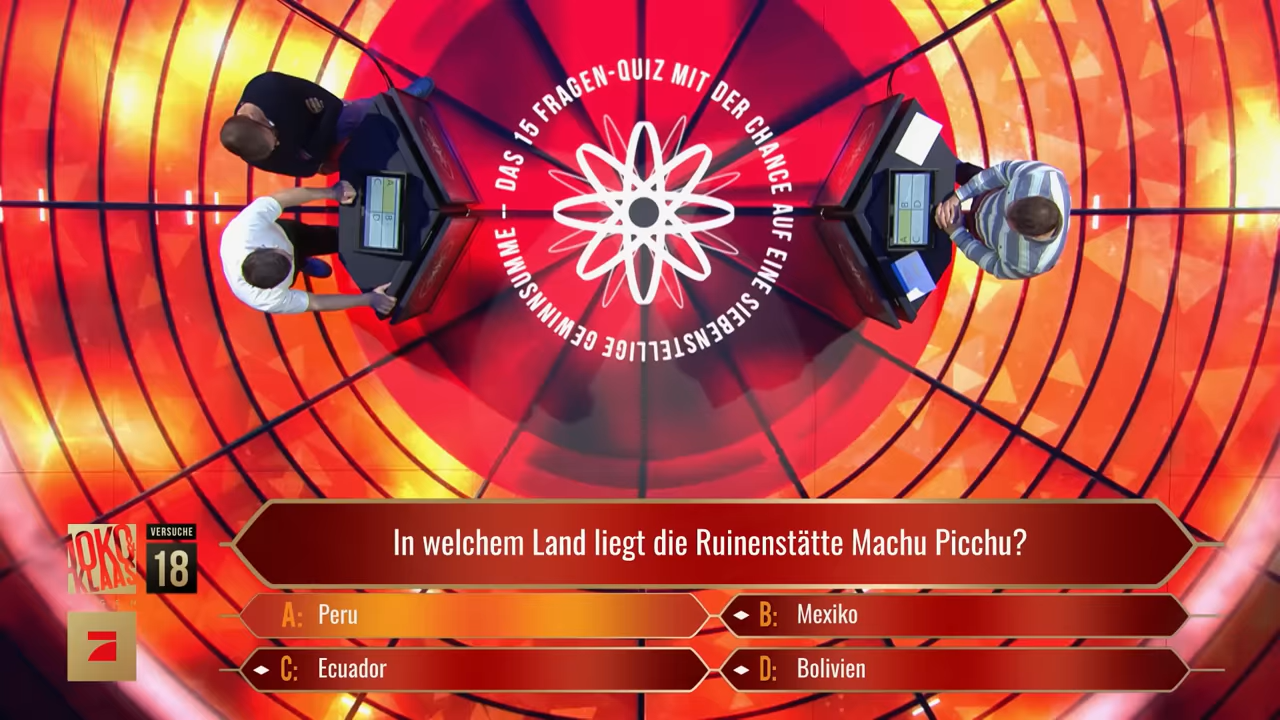 DAS 15 FRAGEN-QUIZ MIT DER CHANCE AUF EINE SIEBENSTELLIGE GEWINNSUMME --
JOKO &
KLAAS
VERSUCHE
18
In welchem Land liegt die Ruinenstätte Machu Picchu?
A: Peru
B: Mexiko
C: Ecuador
D: Bolivien